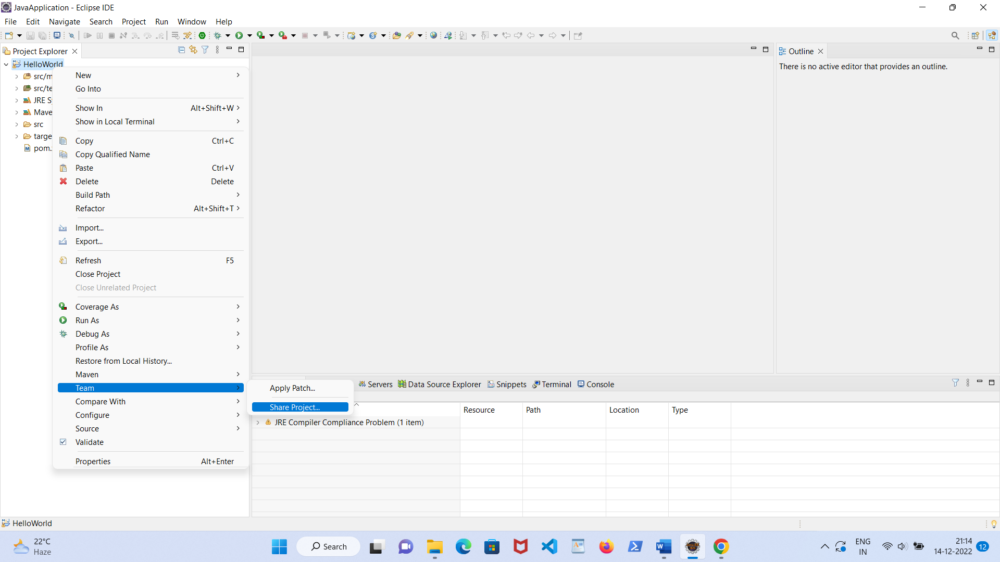 JavaApplication - Eclipse IDE
File Edit Navigate Search Project Run Window Help
Project Explorer
HelloWorld
src/m
src/te
JRE S
Mave
src
targe
pom.
New
Go Into
Show In Alt+Shift+W
Show in Local Terminal
Copy Ctrl+C
Copy Qualified Name
Paste Ctrl+V
Delete Delete
Build Path
Refactor Alt+Shift+T
Import...
Export...
Refresh F5
Close Project
Close Unrelated Project
Coverage As
Run As
Debug As
Profile As
Restore from Local History...
Maven
Team
Compare With
Configure
Source
Validate
Properties Alt+Enter
Apply Patch...
Share Project...
Outline
There is no active editor that provides an outline.
Servers Data Source Explorer Snippets Terminal Console
Resource Path Location Type
JRE Compiler Compliance Problem (1 item)
HelloWorld
22°C
Haze
Search
ENG
IN
21:14
14-12-2022
12